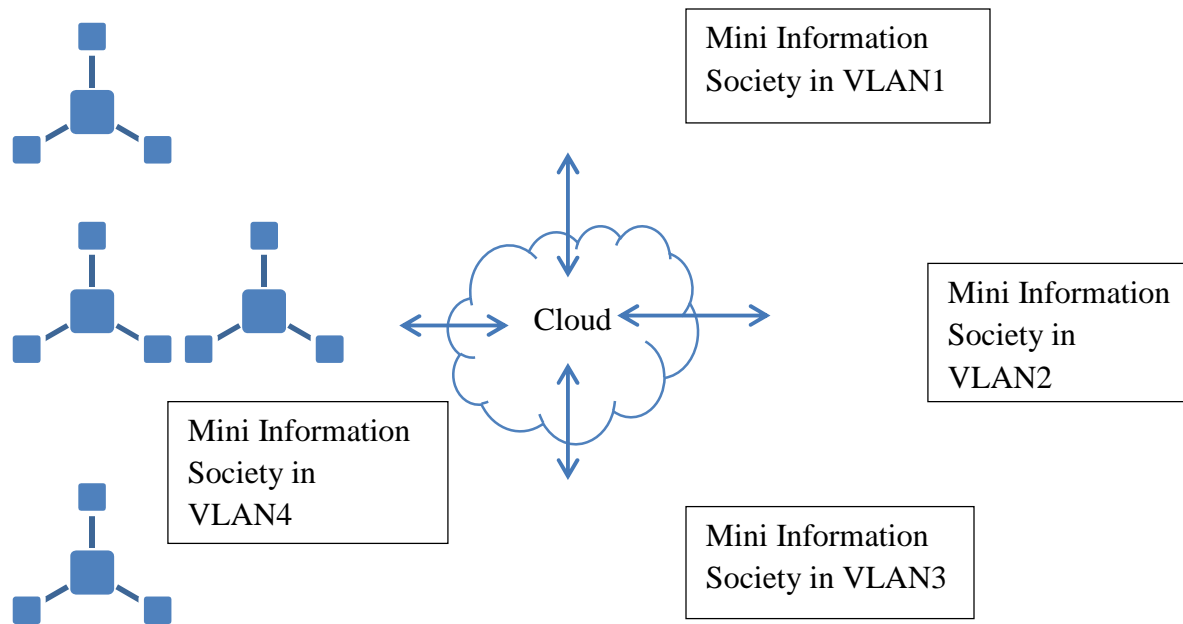 Mini Information
Society in VLAN1
Cloud
Mini Information
Society in
VLAN2
Mini Information
Society in
VLAN4
Mini Information
Society in VLAN3